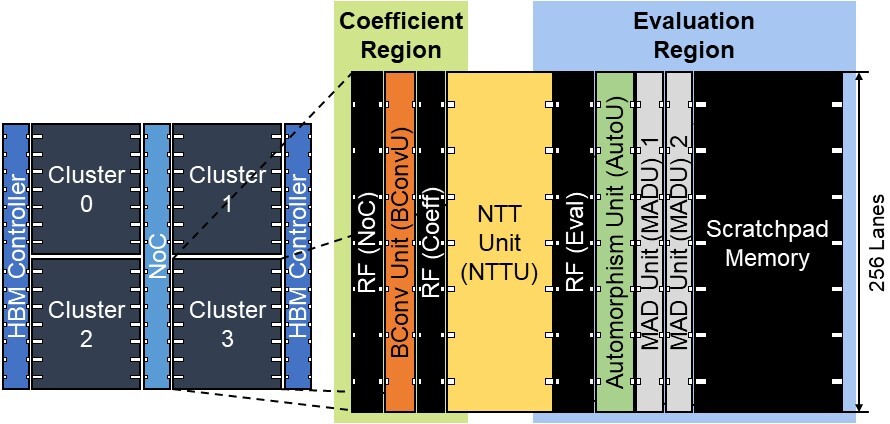 Coefficient
Region
Evaluation
Region
HBM Controller
Cluster
0
NoC
Cluster
1
HBM Controller
Cluster
2
Cluster
3
RF (NoC)
BConv Unit (BConvU)
RF (Coeff)
NTT
Unit
(NTTU)
RF (Eval)
Automorphism Unit (AutoU)
MAD Unit (MADU) 1
MAD Unit (MADU) 2
Scratchpad
Memory
256 Lanes